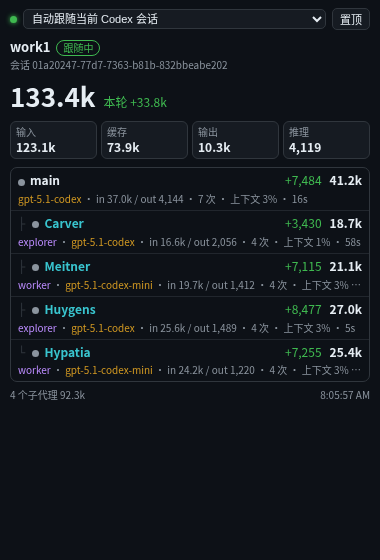 自动跟随当前 Codex 会话 置顶
work1 跟随中
会话 01a20247-77d7-7363-b81b-832bbeabe202
133.4k 本轮 +33.8k
输入 缓存 输出 推理
123.1k 73.9k 10.3k 4,119
main +7,484 41.2k
gpt-5.1-codex · in 37.0k / out 4,144 · 7 次 · 上下文 3% · 16s
Carver +3,430 18.7k
explorer · gpt-5.1-codex · in 16.6k / out 2,056 · 4 次 · 上下文 1% · 58s
Meitner +7,115 21.1k
worker · gpt-5.1-codex-mini · in 19.7k / out 1,412 · 4 次 · 上下文 3% ···
Huygens +8,477 27.0k
explorer · gpt-5.1-codex · in 25.6k / out 1,489 · 4 次 · 上下文 3% · 5s
Hypatia +7,255 25.4k
worker · gpt-5.1-codex-mini · in 24.2k / out 1,220 · 4 次 · 上下文 3% ···
4 个子代理 92.3k 8:05:57 AM